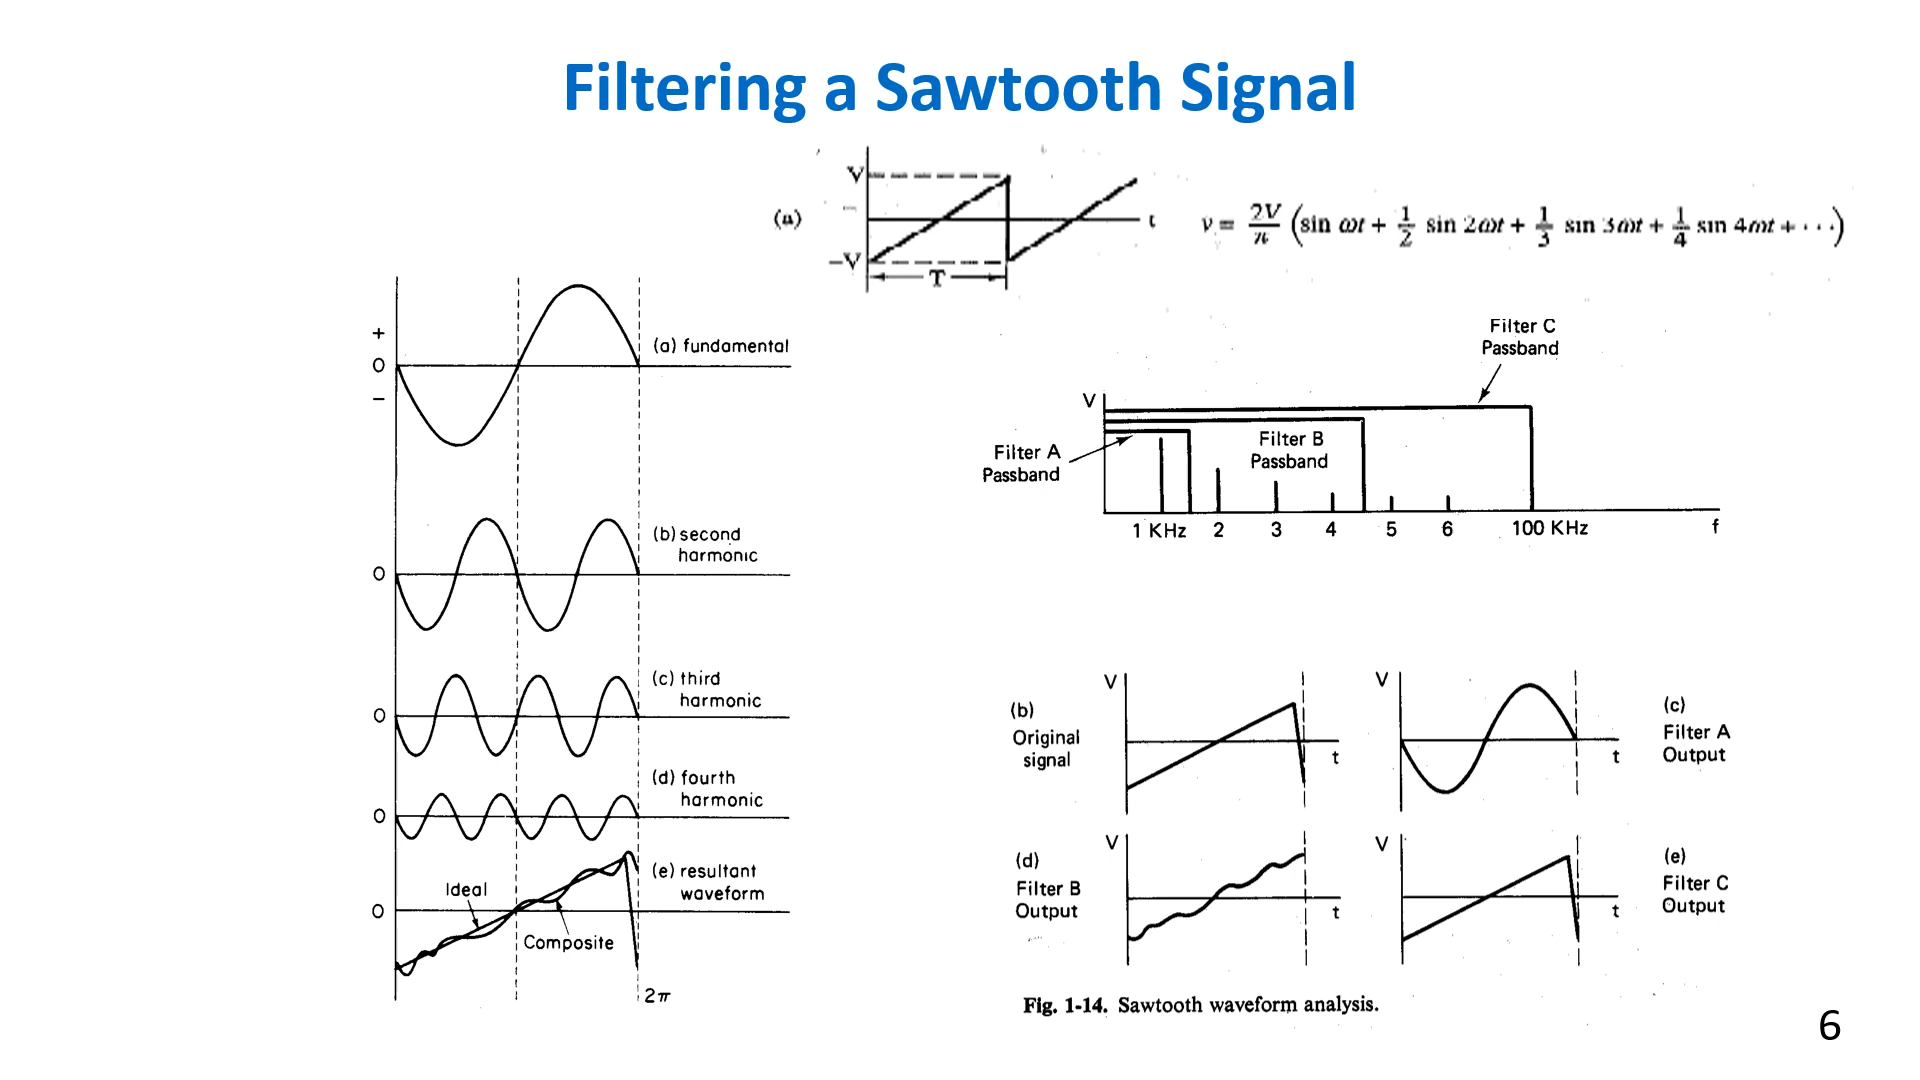 Filtering a Sawtooth Signal
(a)
V
–V
T
t
v = 2V/π (sin ωt + 1/2 sin 2ωt + 1/3 sin 3ωt + 1/4 sin 4ωt + · · ·)
+
0
–
(a) fundamental
0
(b) second
harmonic
0
(c) third
harmonic
0
(d) fourth
harmonic
0
Ideal
Composite
(e) resultant
waveform
2π
Filter C
Passband
V
Filter A
Passband
Filter B
Passband
1 KHz 2 3 4 5 6 100 KHz f
(b)
Original
signal
V
t
V
t
(c)
Filter A
Output
(d)
Filter B
Output
V
t
V
t
(e)
Filter C
Output
Fig. 1-14. Sawtooth waveform analysis.
6